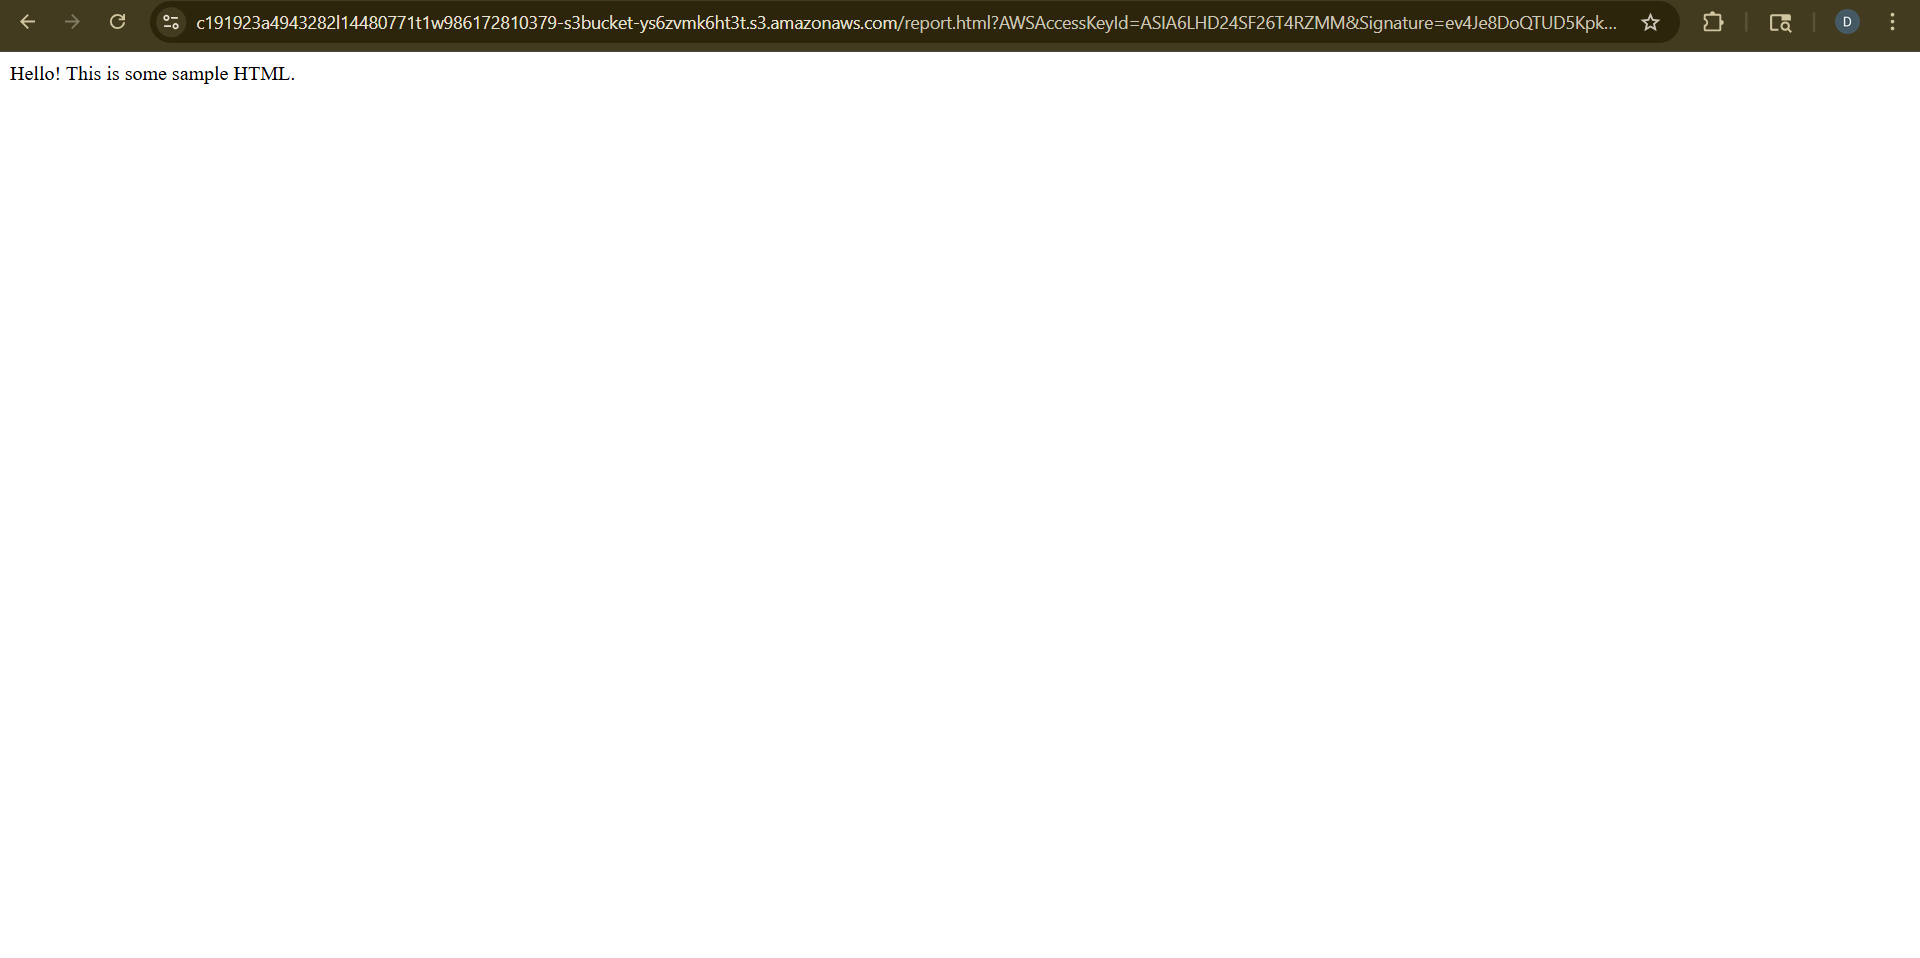 c191923a4943282l14480771t1w986172810379-s3bucket-ys6zvmk6ht3t.s3.amazonaws.com/report.html?AWSAccessKeyId=ASIA6LHD24SF26T4RZMM&Signature=ev4Je8DoQTUD5Kpk...
D
Hello! This is some sample HTML.